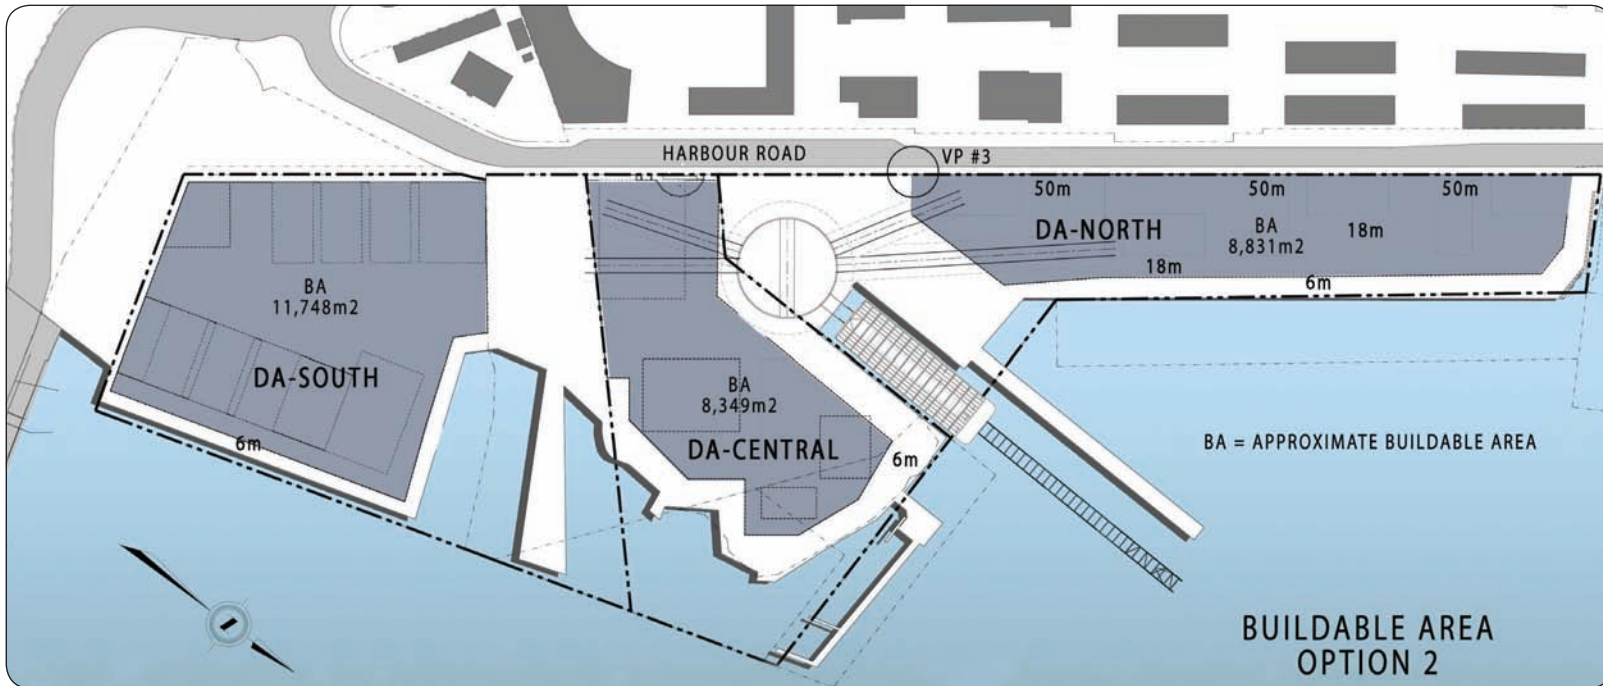 HARBOUR ROAD
VP #3
50m
50m
50m
DA-NORTH
BA
8,831m2
18m
18m
6m
BA
11,748m2
DA-SOUTH
6m
BA
8,349m2
DA-CENTRAL
6m
BA = APPROXIMATE BUILDABLE AREA
BUILDABLE AREA
OPTION 2